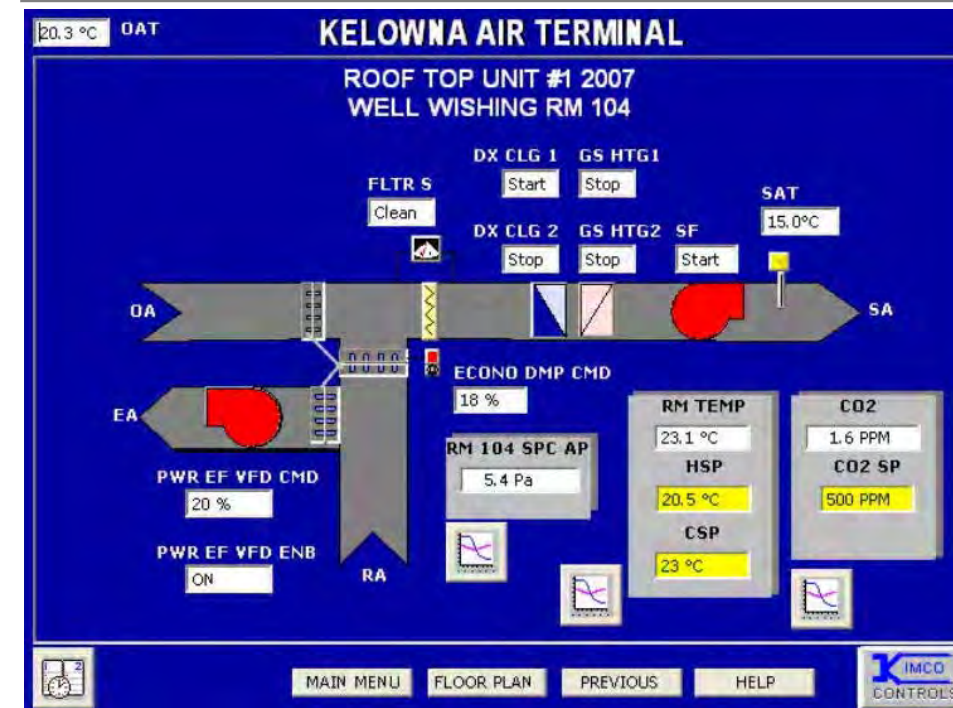 20.3 °C OAT KELOWNA AIR TERMINAL
ROOF TOP UNIT #1 2007
WELL WISHING RM 104
DX CLG 1 GS HTG1
Start Stop
FLTR S
Clean
SAT
15.0°C
DX CLG 2 GS HTG2 SF
Stop Stop Start
OA
SA
ECONO DMP CMD
18 %
EA
RM TEMP
23.1 °C
HSP
20.5 °C
CSP
23 °C
CO2
1.6 PPM
CO2 SP
500 PPM
RM 104 SPC AP
5.4 Pa
PWR EF VFD CMD
20 %
PWR EF VFD ENB
ON
RA
1 2
MAIN MENU FLOOR PLAN PREVIOUS HELP
KIMCO
CONTROLS